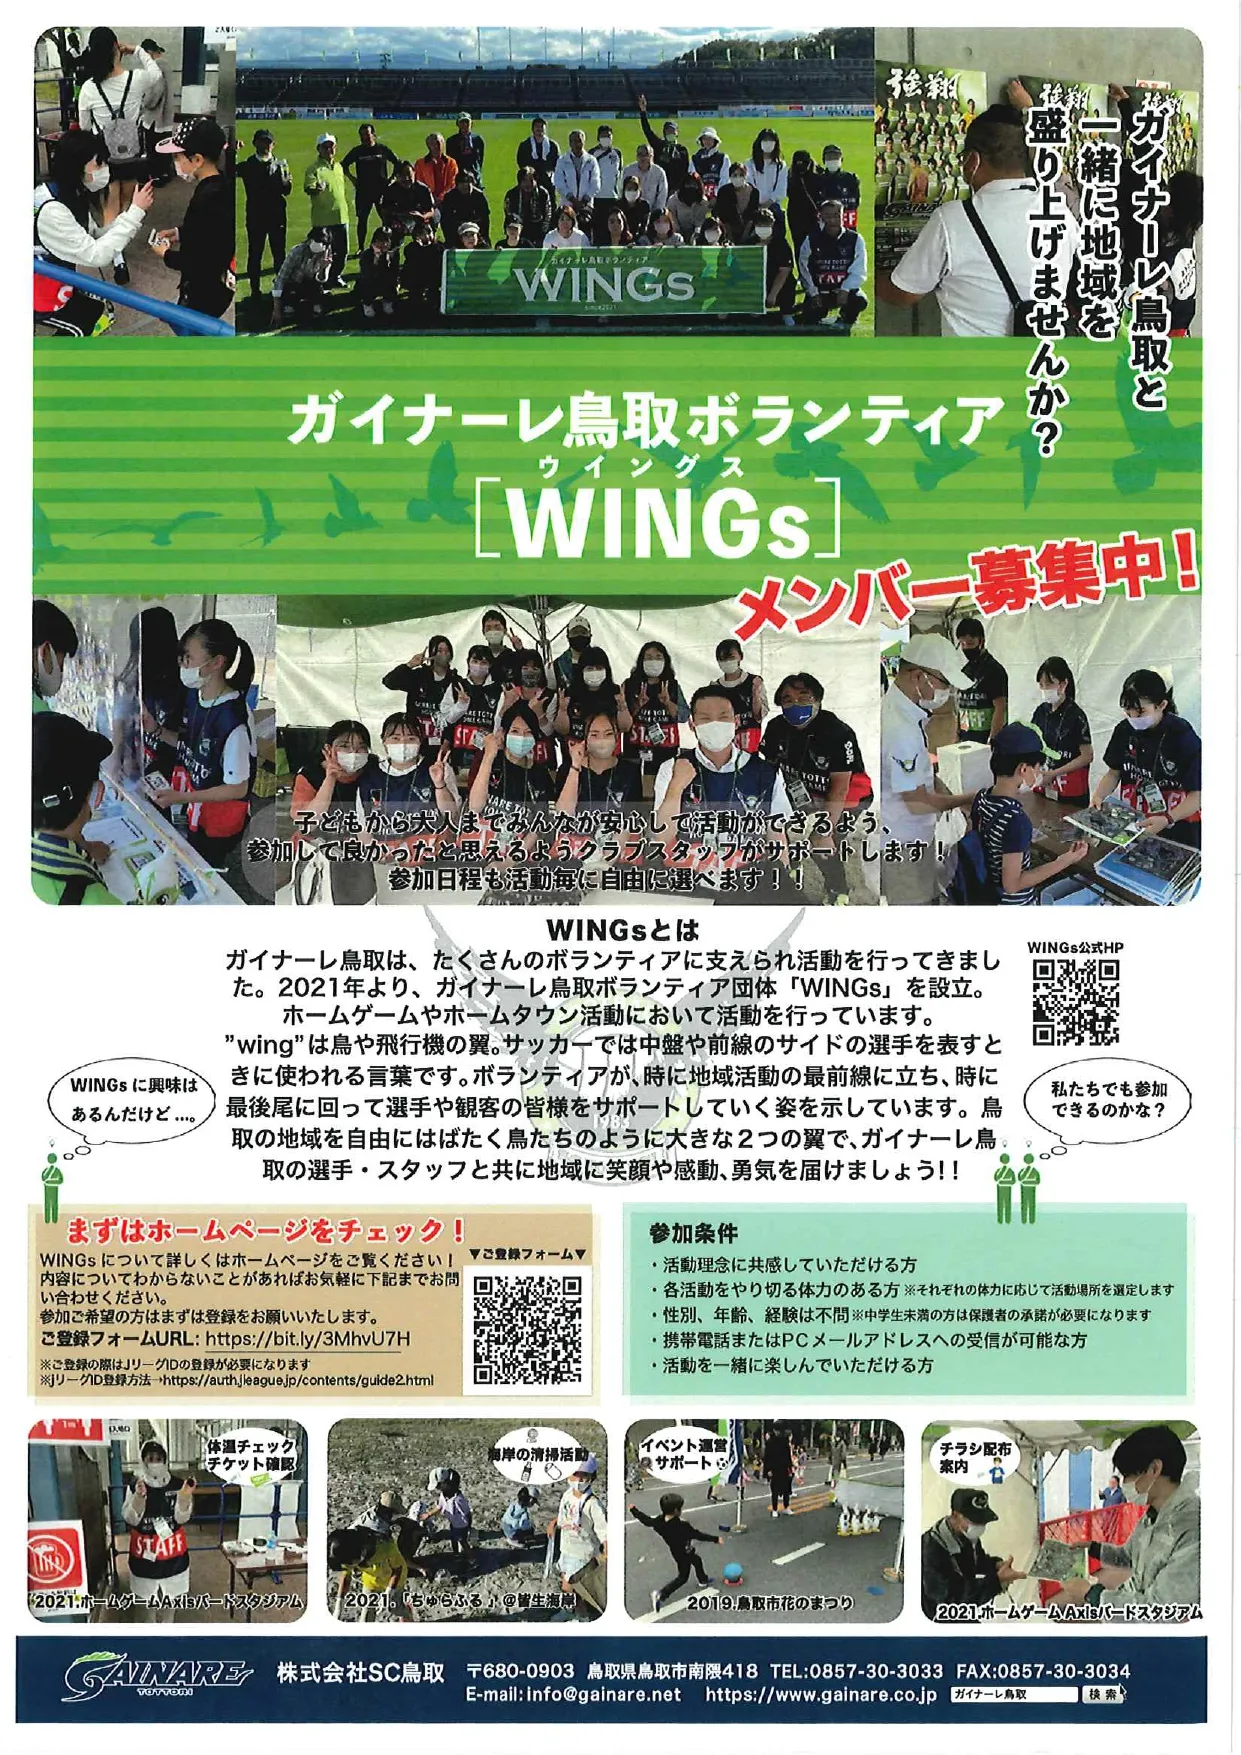 強翔
強翔
強翔
ガイナーレ鳥取と
一緒に地域を
盛り上げませんか?
ガイナーレ鳥取ボランティア
WINGs
since2021
ガイナーレ鳥取ボランティア
ウイングス
[WINGs]
メンバー募集中!
子どもから大人までみんなが安心して活動ができるよう、
参加して良かったと思えるようクラブスタッフがサポートします!
参加日程も活動毎に自由に選べます!!
WINGsとは
ガイナーレ鳥取は、たくさんのボランティアに支えられ活動を行ってきまし
た。2021年より、ガイナーレ鳥取ボランティア団体「WINGs」を設立。
ホームゲームやホームタウン活動において活動を行っています。
”wing”は鳥や飛行機の翼。サッカーでは中盤や前線のサイドの選手を表すと
きに使われる言葉です。ボランティアが、時に地域活動の最前線に立ち、時に
最後尾に回って選手や観客の皆様をサポートしていく姿を示しています。鳥
取の地域を自由にはばたく鳥たちのように大きな2つの翼で、ガイナーレ鳥
取の選手・スタッフと共に地域に笑顔や感動、勇気を届けましょう!!
1983
WINGs公式HP
WINGsに興味は
あるんだけど…。
私たちでも参加
できるのかな?
まずはホームページをチェック!
WINGsについて詳しくはホームページをご覧ください!
内容についてわからないことがあればお気軽に下記までお問
い合わせください。
参加ご希望の方はまずは登録をお願いいたします。
ご登録フォームURL: https://bit.ly/3MhvU7H
※ご登録の際はJリーグIDの登録が必要になります
※JリーグID登録方法→https://auth.jleague.jp/contents/guide2.html
▼ご登録フォーム▼
参加条件
・活動理念に共感していただける方
・各活動をやり切る体力のある方※それぞれの体力に応じて活動場所を選定します
・性別、年齢、経験は不問※中学生未満の方は保護者の承諾が必要になります
・携帯電話またはPCメールアドレスへの受信が可能な方
・活動を一緒に楽しんでいただける方
体温チェック
チケット確認
STAFF
2021.ホームゲームAxisバードスタジアム
海岸の清掃活動
2021.「ちゅらふる」@皆生海岸
イベント運営
サポート
2019.鳥取市花のまつり
チラシ配布
案内
2021.ホームゲームAxisバードスタジアム
GAINARE
TOTTORI
株式会社SC鳥取
〒680-0903 鳥取県鳥取市南隈418 TEL:0857-30-3033 FAX:0857-30-3034
E-mail:info@gainare.net https://www.gainare.co.jp ガイナーレ鳥取 検索